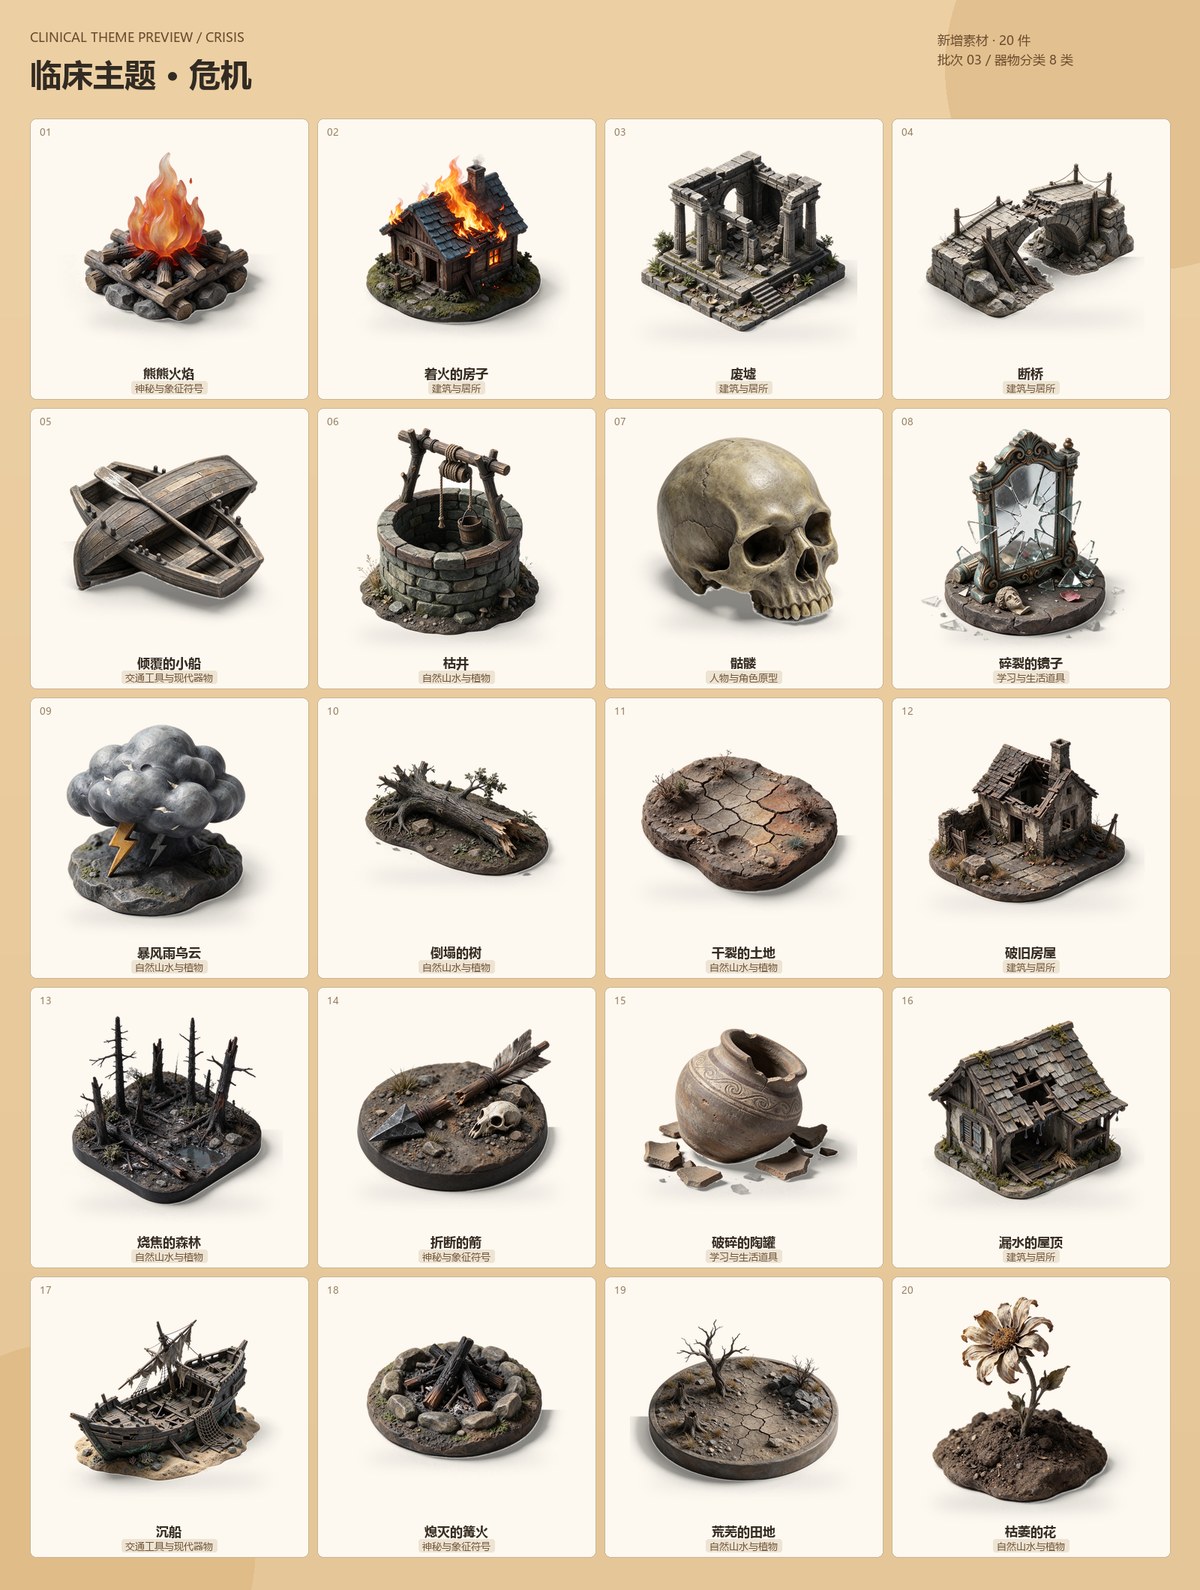 CLINICAL THEME PREVIEW / CRISIS
临床主题 • 危机
新增素材 · 20 件
批次 03 / 器物分类 8 类
01
熊熊火焰
神秘与象征符号
02
着火的房子
建筑与居所
03
废墟
建筑与居所
04
断桥
建筑与居所
05
倾覆的小船
交通工具与现代器物
06
枯井
自然山水与植物
07
骷髅
人物与角色原型
08
碎裂的镜子
学习与生活道具
09
暴风雨乌云
自然山水与植物
10
倒塌的树
自然山水与植物
11
干裂的土地
自然山水与植物
12
破旧房屋
建筑与居所
13
烧焦的森林
自然山水与植物
14
折断的箭
神秘与象征符号
15
破碎的陶罐
学习与生活道具
16
漏水的屋顶
建筑与居所
17
沉船
交通工具与现代器物
18
熄灭的篝火
神秘与象征符号
19
荒芜的田地
自然山水与植物
20
枯萎的花
自然山水与植物